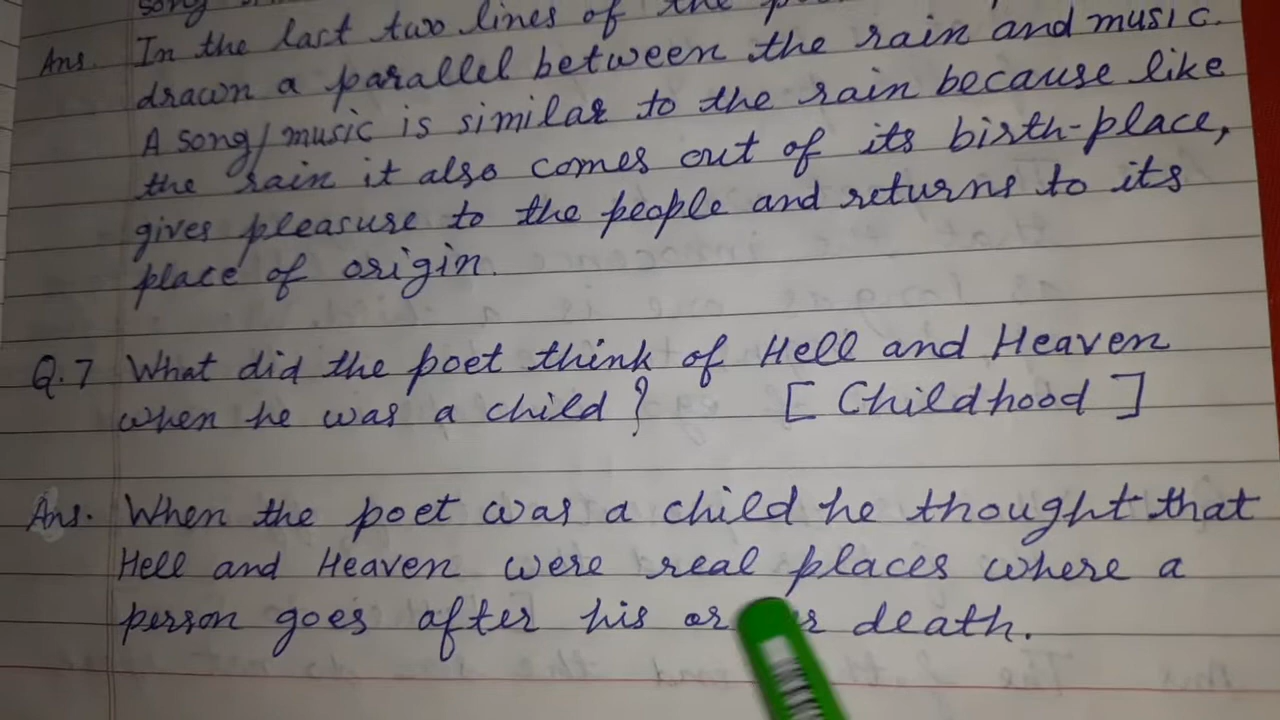 song
Ans. In the last two lines of the
drawn a parallel between the rain and music.
A song/music is similar to the rain because like
the rain it also comes out of its birth-place,
gives pleasure to the people and returns to its
place of origin.
Q.7 What did the poet think of Hell and Heaven
when he was a child? [Childhood]
Ans. When the poet was a child he thought that
Hell and Heaven were real places where a
person goes after his or death.